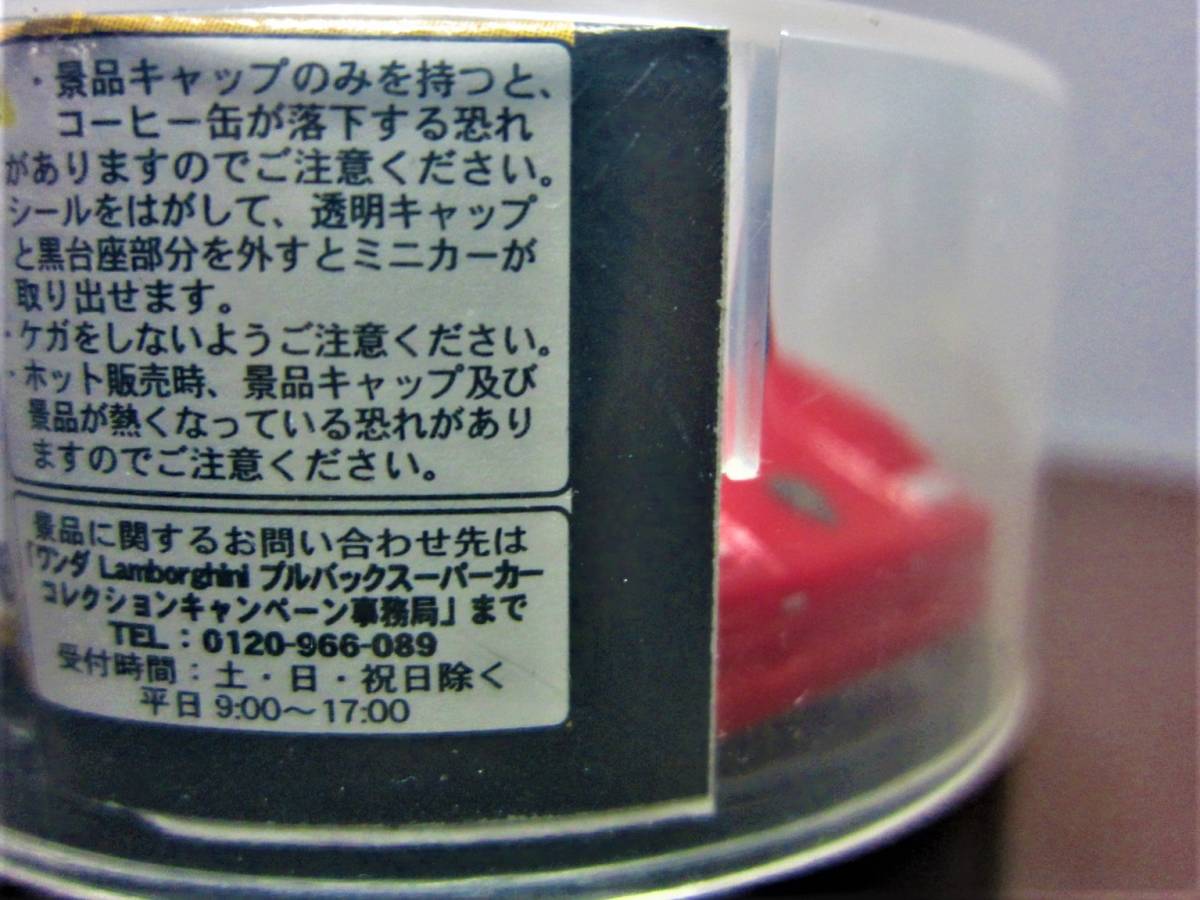 ・景品キャップのみを持つと、
コーヒー缶が落下する恐れ
がありますのでご注意ください。
シールをはがして、透明キャップ
と黒台座部分を外すとミニカーが
取り出せます。
・ケガをしないようご注意ください。
・ホット販売時、景品キャップ及び
景品が熱くなっている恐れがあり
ますのでご注意ください。
景品に関するお問い合わせ先は
「ワンダ Lamborghini プルバックスーパーカー
コレクションキャンペーン事務局」まで
TEL：0120-966-089
受付時間：土・日・祝日除く
平日 9:00～17:00